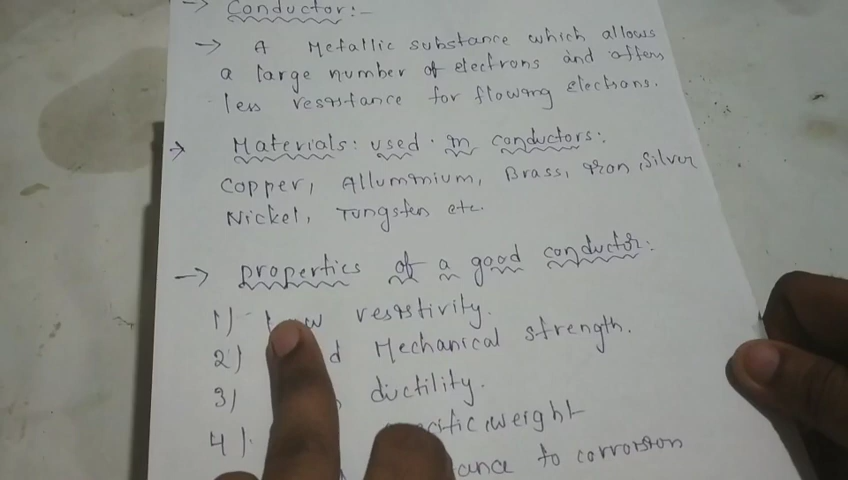 → Conductor:-
→ A Metallic substance which allows
a large number of electrons and offers
less resistance for flowing electrons.
→ Materials: used in conductors:
Copper, Alluminium, Brass, Iron, Silver
Nickel, Tungsten etc.
→ Properties of a good conductor:
1) resistivity.
2) Mechanical strength.
3) ductility.
4) weight
to corrorsion